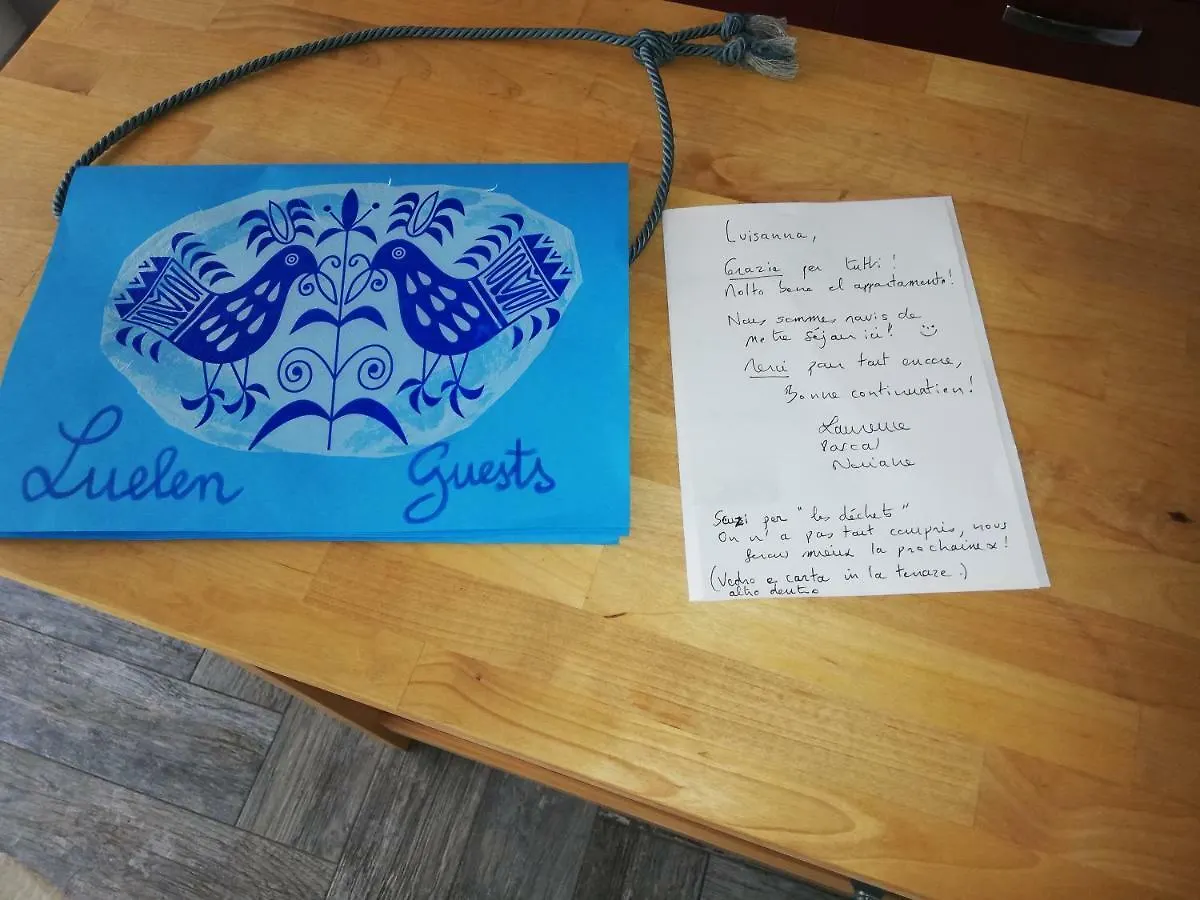 Luelen Guests
Luisanna,
Grazie per tutti!
Molto bene el appartamento!
Nous sommes ravis de
notre séjour ici! :)
Merci pour tout encore,
Bonne continuation!
Laurence
Pascal
Scuzi per "les déchets"
On n'a pas tout compris, nous
ferons mieux la prochaine x!
(Vedro e carta in la terraze.)
altro dentro